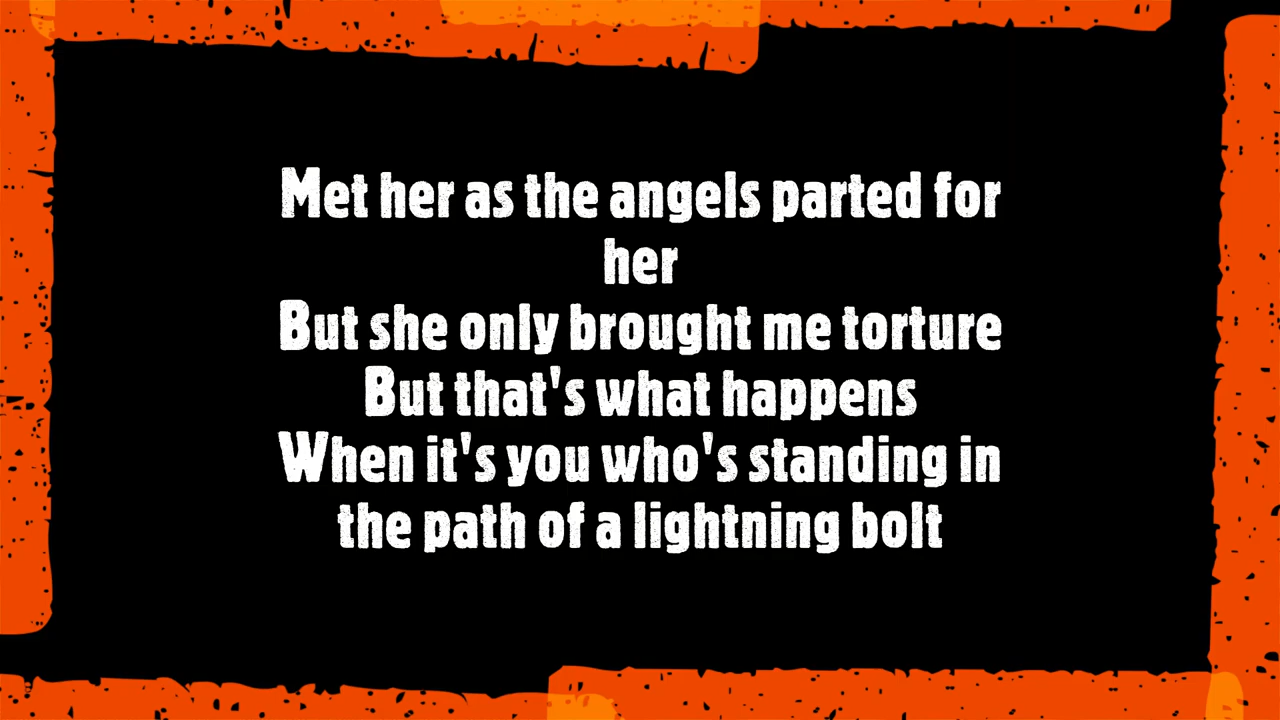 Met her as the angels parted for
her
But she only brought me torture
But that's what happens
When it's you who's standing in
the path of a lightning bolt